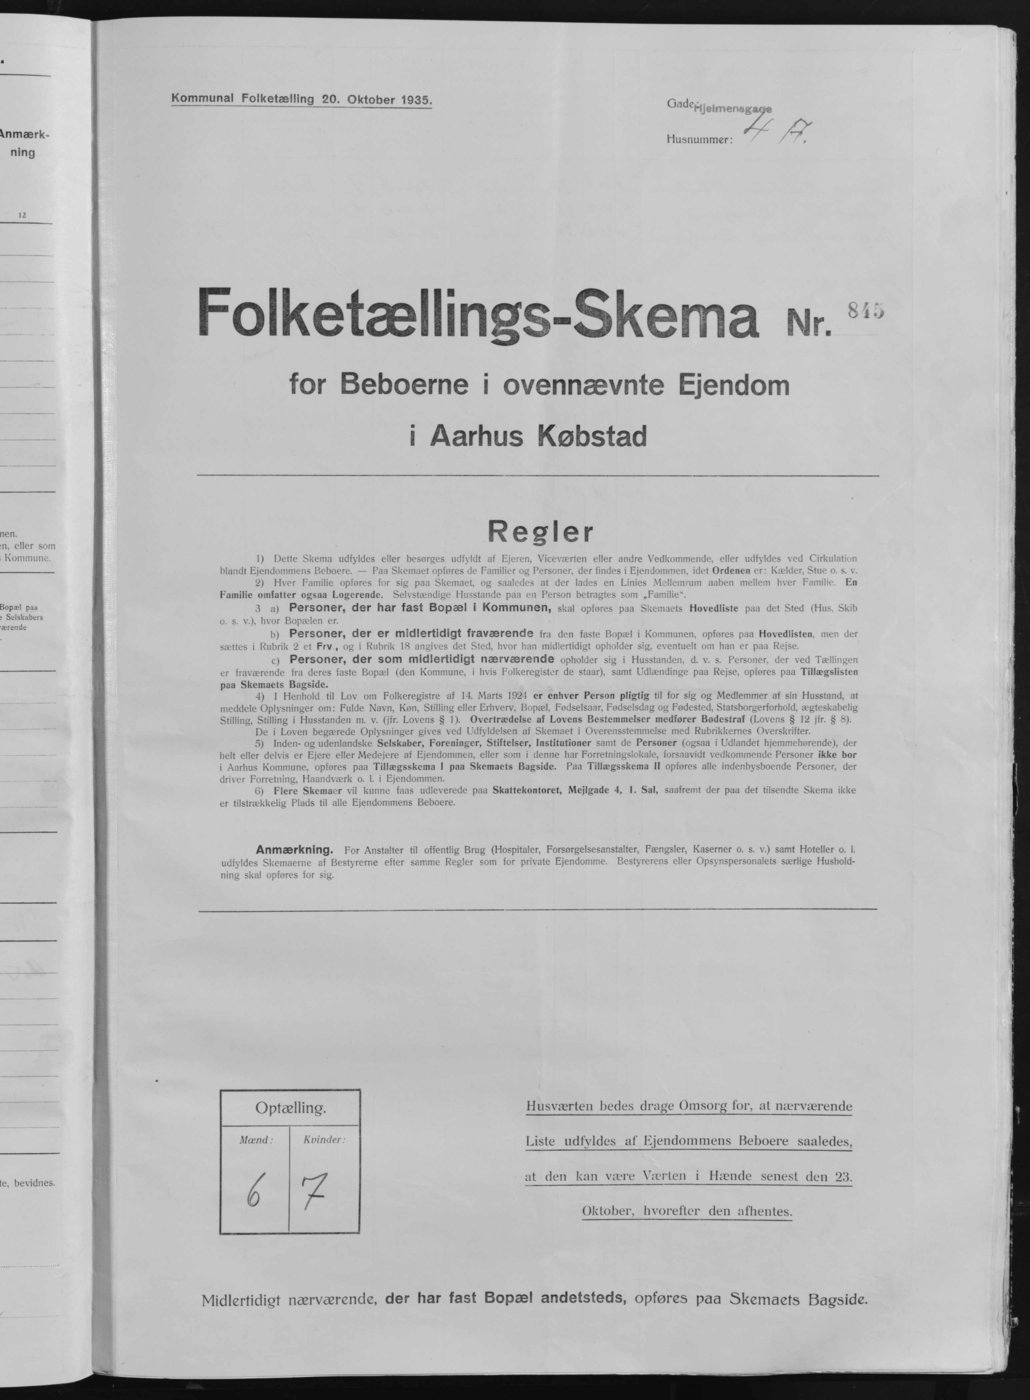 Anmærk-
ning
12
nen.
en, eller som
Kommune.
Bopæl paa
e Selskabers
værende
te, bevidnes.
Kommunal Folketælling 20. Oktober 1935.
Gade: Hjelmensgage
Husnummer: 4 A.
Folketællings-Skema Nr. 845
for Beboerne i ovennævnte Ejendom
i Aarhus Købstad
Regler
1) Dette Skema udfyldes eller besørges udfyldt af Ejeren, Viceværten eller andre Vedkommende, eller udfyldes ved Cirkulation
blandt Ejendommens Beboere. — Paa Skemaet opføres de Familier og Personer, der findes i Ejendommen, idet Ordenen er: Kælder, Stue o. s. v.
2) Hver Familie opføres for sig paa Skemaet, og saaledes at der lades en Linies Mellemrum aaben mellem hver Familie. En
Familie omfatter ogsaa Logerende. Selvstændige Husstande paa en Person betragtes som „Familie“.
3 a) Personer, der har fast Bopæl i Kommunen, skal opføres paa Skemaets Hovedliste paa det Sted (Hus, Skib
o. s. v.), hvor Bopælen er.
b) Personer, der er midlertidigt fraværende fra den faste Bopæl i Kommunen, opføres paa Hovedlisten, men der
sættes i Rubrik 2 et Frv., og i Rubrik 18 angives det Sted, hvor han midlertidigt opholder sig, eventuelt om han er paa Rejse.
c) Personer, der som midlertidigt nærværende opholder sig i Husstanden, d. v. s. Personer, der ved Tællingen
er fraværende fra deres faste Bopæl (den Kommune, i hvis Folkeregister de staar), samt Udlændinge paa Rejse, opføres paa Tillægslisten
paa Skemaets Bagside.
4) I Henhold til Lov om Folkeregistre af 14. Marts 1924 er enhver Person pligtig til for sig og Medlemmer af sin Husstand, at
meddele Oplysninger om: Fulde Navn, Køn, Stilling eller Erhverv, Bopæl, Fødselsaar, Fødselsdag og Fødested, Statsborgerforhold, ægteskabelig
Stilling, Stilling i Husstanden m. v. (jfr. Lovens § 1). Overtrædelse af Lovens Bestemmelser medfører Bødestraf (Lovens § 12 jfr. § 8).
De i Loven begærede Oplysninger gives ved Udfyldelsen af Skemaet i Overensstemmelse med Rubrikkernes Overskrifter.
5) Inden- og udenlandske Selskaber, Foreninger, Stiftelser, Institutioner samt de Personer (ogsaa i Udlandet hjemmehørende), der
helt eller delvis er Ejere eller Medejere af Ejendommen, eller som i denne har Forretningslokale, forsaavidt vedkommende Personer ikke bor
i Aarhus Kommune, opføres paa Tillægsskema I paa Skemaets Bagside. Paa Tillægsskema II opføres alle indenbysboende Personer, der
driver Forretning, Haandværk o. l. i Ejendommen.
6) Flere Skemaer vil kunne faas udleverede paa Skattekontoret, Mejlgade 4, 1. Sal, saafremt der paa det tilsendte Skema ikke
er tilstrækkelig Plads til alle Ejendommens Beboere.
Anmærkning. For Anstalter til offentlig Brug (Hospitaler, Forsørgelsesanstalter, Fængsler, Kaserner o. s. v.) samt Hoteller o. l.
udfyldes Skemaerne af Bestyrerne efter samme Regler som for private Ejendomme. Bestyrerens eller Opsynspersonalets særlige Hushold-
ning skal opføres for sig.
Optælling.
Mænd: Kvinder:
6 7
Husværten bedes drage Omsorg for, at nærværende
Liste udfyldes af Ejendommens Beboere saaledes,
at den kan være Værten i Hænde senest den 23.
Oktober, hvorefter den afhentes.
Midlertidigt nærværende, der har fast Bopæl andetsteds, opføres paa Skemaets Bagside.